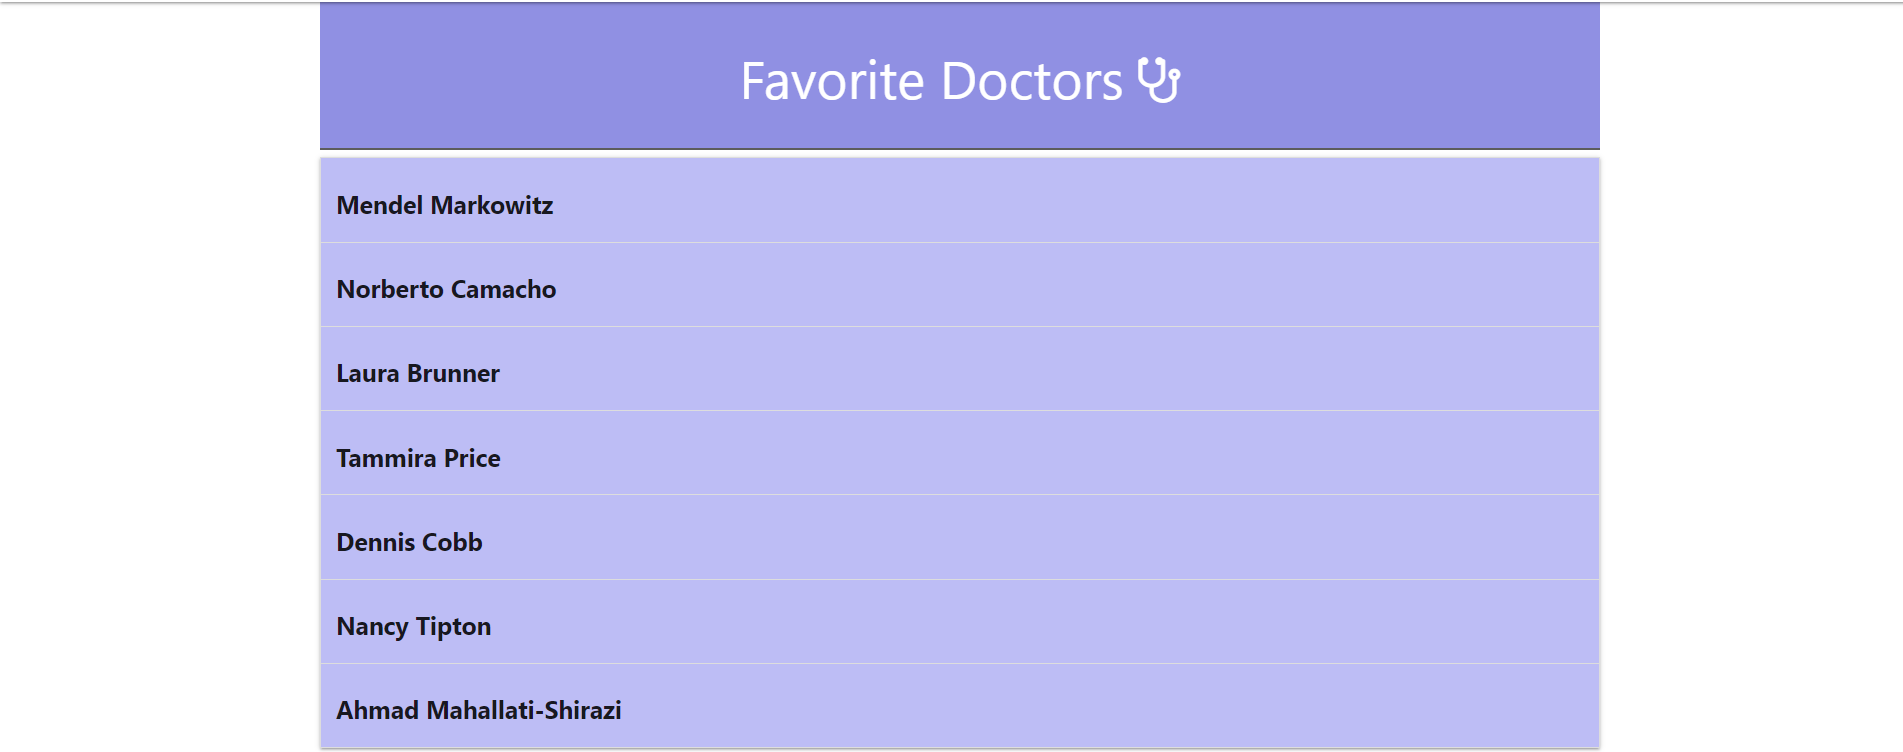 Favorite Doctors
Mendel Markowitz
Norberto Camacho
Laura Brunner
Tammira Price
Dennis Cobb
Nancy Tipton
Ahmad Mahallati-Shirazi